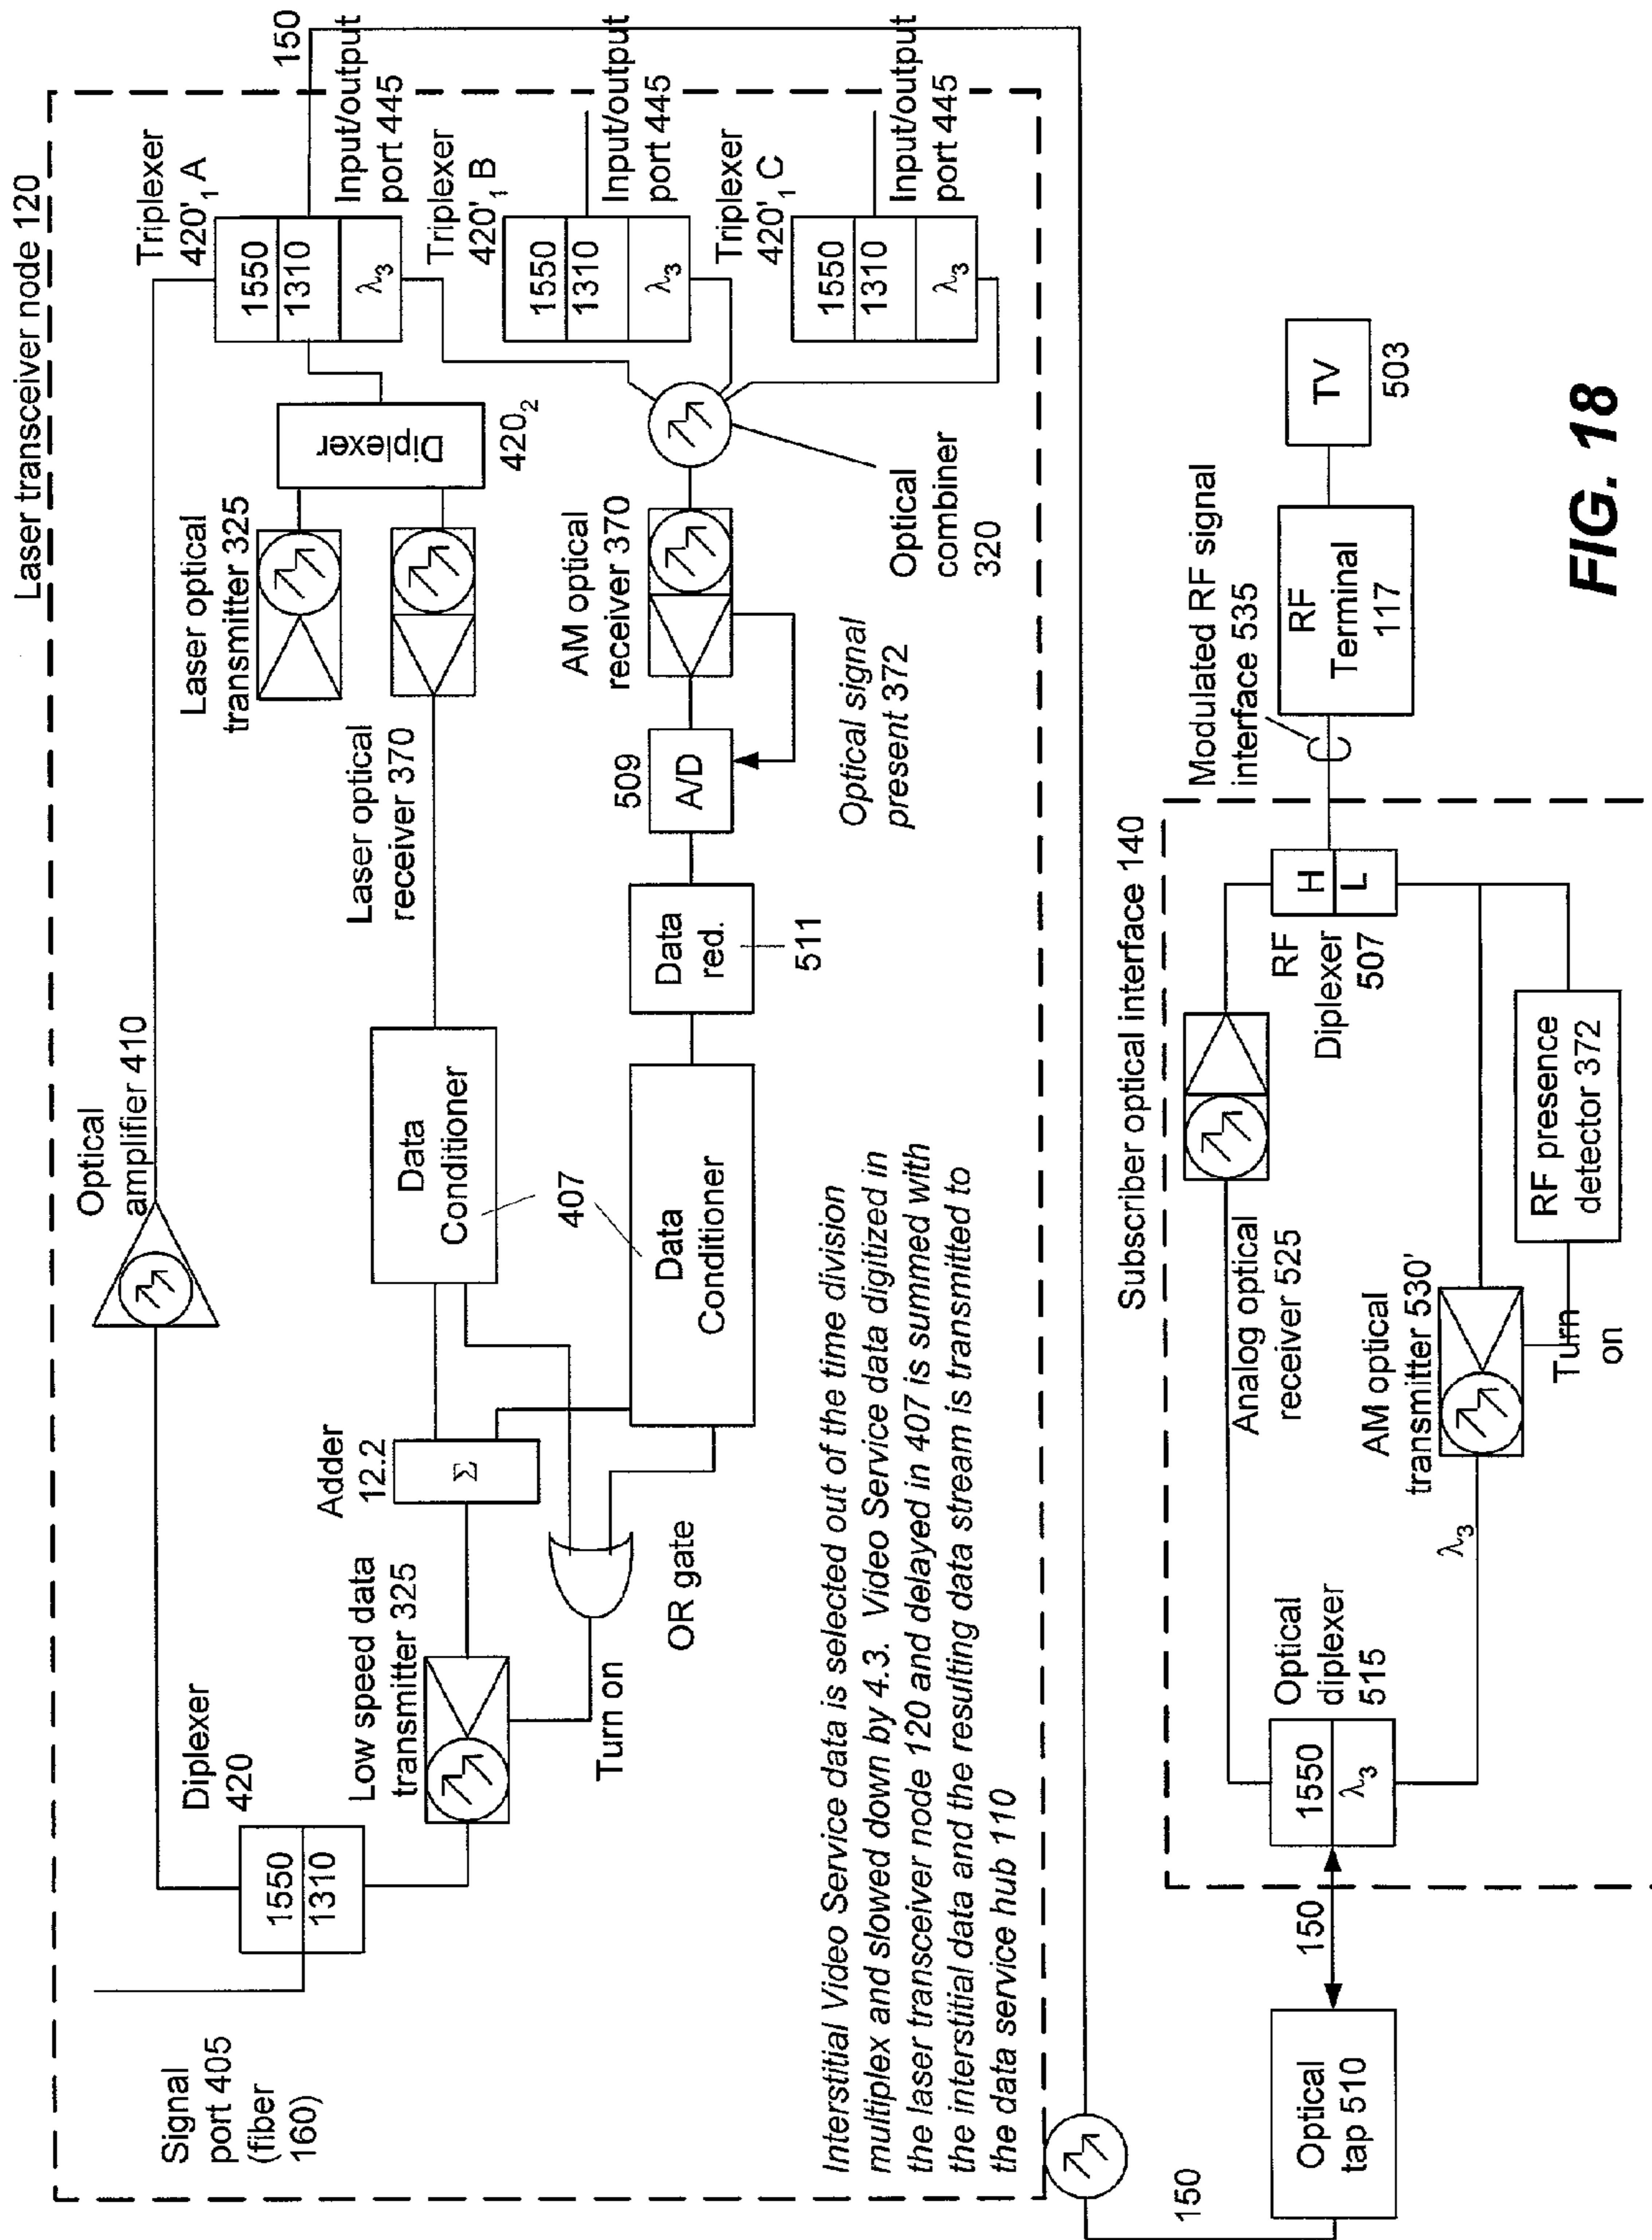 Laser transceiver node 120
Signal
port 405
(fiber
160)
Diplexer
420
1550
1310
Optical
amplifier 410
Triplexer
420'₁ A
150
1550
1310
λ₃
Input/output
port 445
Triplexer
420'₁ B
1550
1310
λ₃
Input/output
port 445
Triplexer
420'₁ C
1550
1310
λ₃
Input/output
port 445
Laser optical
transmitter 325
Diplexer
420₂
Laser optical
receiver 370
Low speed data
transmitter 325
Turn on
Adder
12.2
Σ
OR gate
Data
Conditioner
407
Data
Conditioner
Data
red.
511
509
A/D
AM optical
receiver 370
Optical signal
present 372
Optical
combiner
320
Interstitial Video Service data is selected out of the time division
multiplex and slowed down by 4.3. Video Service data digitized in
the laser transceiver node 120 and delayed in 407 is summed with
the interstitial data and the resulting data stream is transmitted to
the data service hub 110
150
Optical
tap 510
150
Subscriber optical interface 140
Optical
diplexer
515
1550
λ₃
λ₃
Analog optical
receiver 525
AM optical
transmitter 530'
Turn
on
RF presence
detector 372
RF
Diplexer
507
H
L
Modulated RF signal
interface 535
RF
Terminal
117
TV
503
FIG. 18